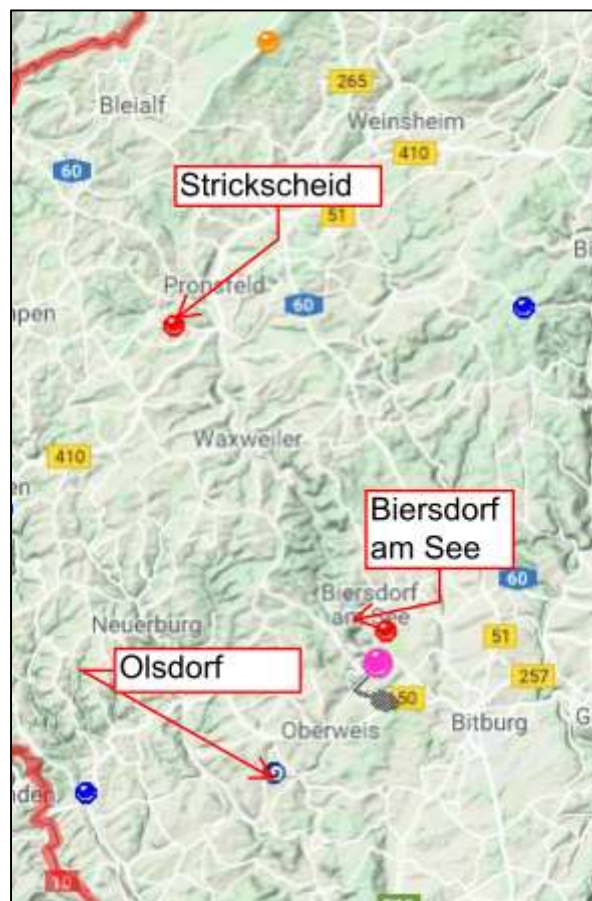 265
Bleialf
Weinsheim
410
60
Strickscheid
51
Pronsfeld
60
pen
Waxweiler
410
en
Biersdorf
am See
60
Biersdorf
am See
Neuerburg
51
Olsdorf
257
50
Oberweis
Bitburg
G
den
10